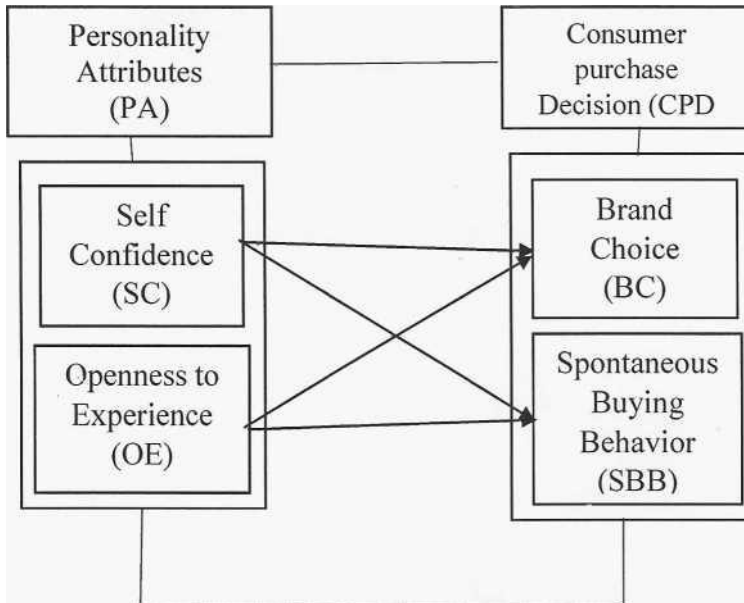 Personality
Attributes
(PA)
Consumer
purchase
Decision (CPD
Self
Confidence
(SC)
Brand
Choice
(BC)
Openness to
Experience
(OE)
Spontaneous
Buying
Behavior
(SBB)